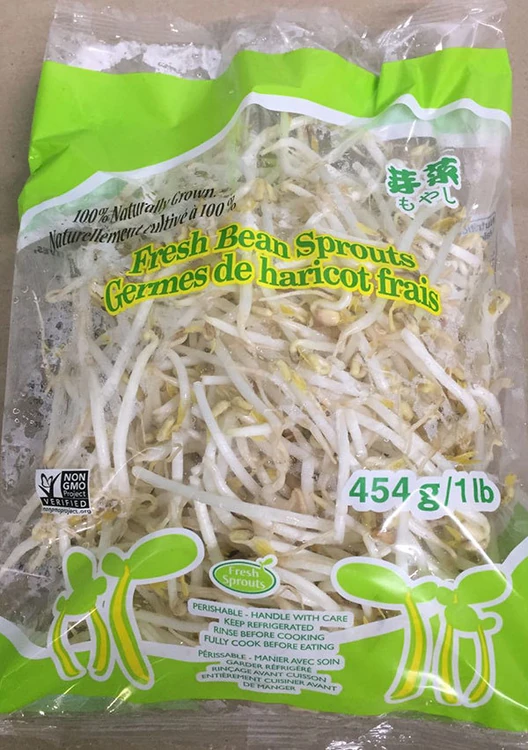 芽菜
もやし
100% Naturally Grown.
Naturellement cultivé à 100%
Fresh Bean Sprouts
Germes de haricot frais
NON
GMO
Project
VERIFIED
nongmoproject.org
454 g/1 lb
Fresh
Sprouts
PERISHABLE - HANDLE WITH CARE
KEEP REFRIGERATED
RINSE BEFORE COOKING
FULLY COOK BEFORE EATING
PÉRISSABLE - MANIER AVEC SOIN
GARDER RÉFRIGÉRÉ
RINÇAGE AVANT CUISSON
ENTIÈREMENT CUISINER AVANT
DE MANGER